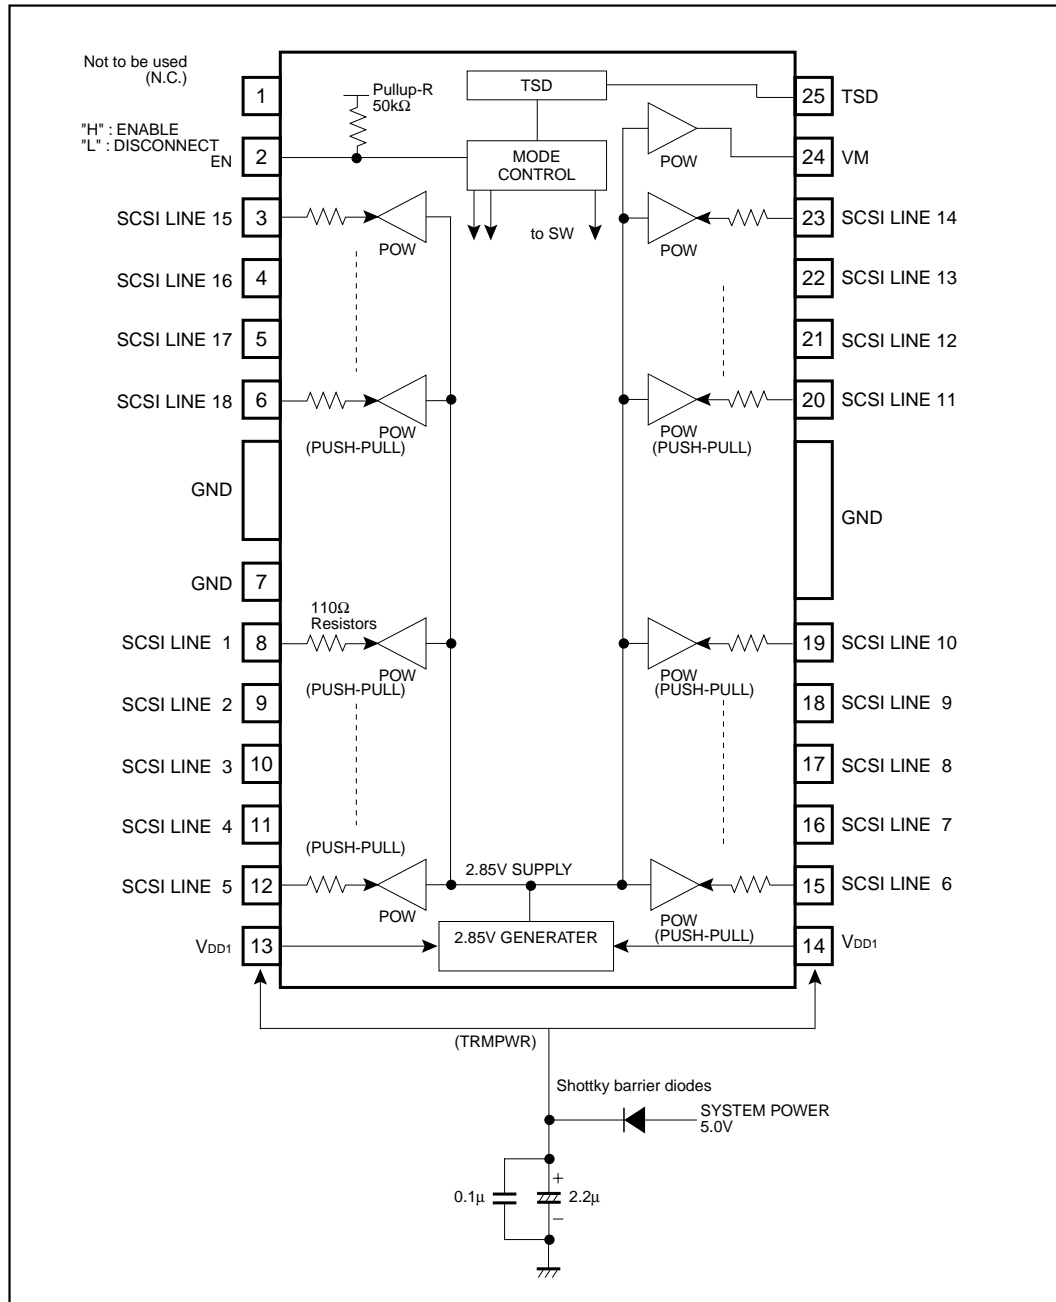 Not to be used
(N.C.)
1
Pullup-R
50kΩ
TSD
25 TSD
"H" : ENABLE
"L" : DISCONNECT
EN 2
MODE
CONTROL
POW
24 VM
SCSI LINE 15 3
POW
to SW
POW
23 SCSI LINE 14
SCSI LINE 16 4
22 SCSI LINE 13
SCSI LINE 17 5
21 SCSI LINE 12
SCSI LINE 18 6
POW
(PUSH-PULL)
POW
(PUSH-PULL)
20 SCSI LINE 11
GND
GND
GND 7
110Ω
Resistors
SCSI LINE 1 8
POW
(PUSH-PULL)
POW
(PUSH-PULL)
19 SCSI LINE 10
SCSI LINE 2 9
18 SCSI LINE 9
SCSI LINE 3 10
17 SCSI LINE 8
SCSI LINE 4 11
16 SCSI LINE 7
(PUSH-PULL)
SCSI LINE 5 12
POW
2.85V SUPPLY
POW
(PUSH-PULL)
15 SCSI LINE 6
VDD1 13
2.85V GENERATER
14 VDD1
(TRMPWR)
Shottky barrier diodes
SYSTEM POWER
5.0V
0.1μ
+
2.2μ
–